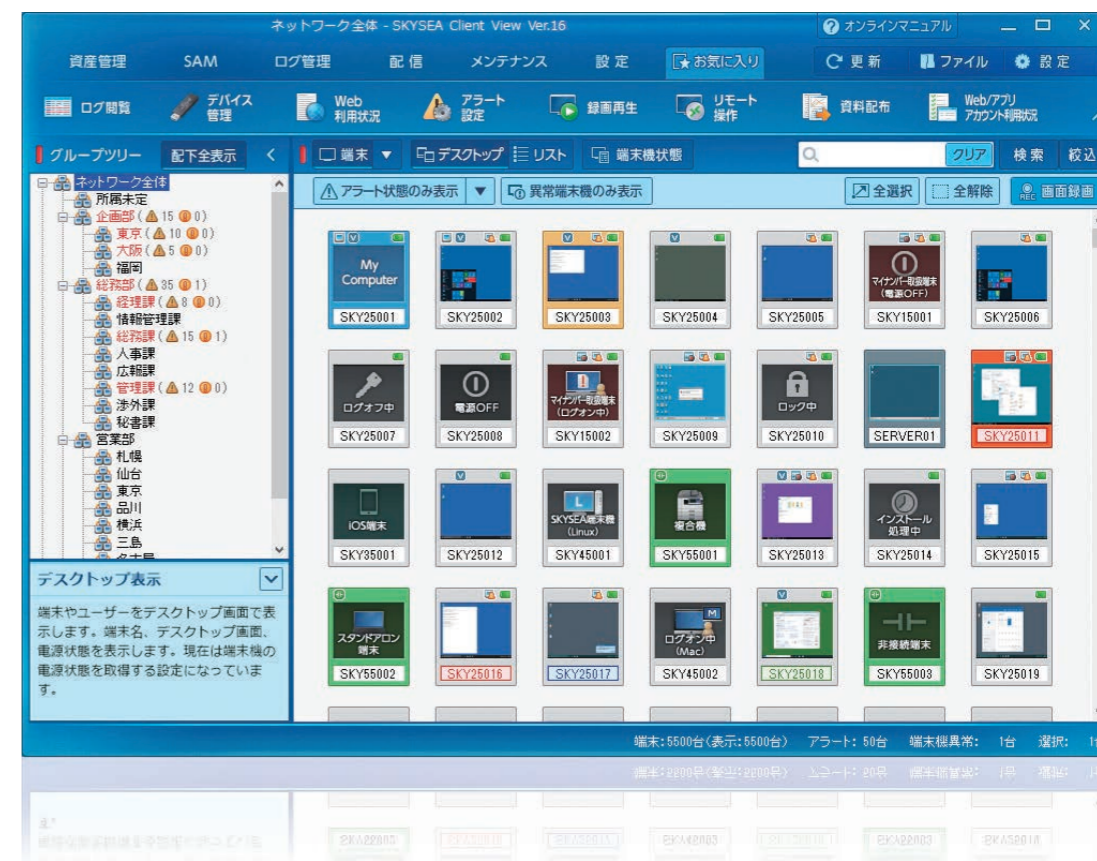 ネットワーク全体 - SKYSEA Client View Ver.16
オンラインマニュアル
資産管理 SAM ログ管理 配信 メンテナンス 設定 お気に入り 更新 ファイル 設定
ログ閲覧
デバイス
管理
Web
利用状況
アラート
設定
録画再生
リモート
操作
資料配布
Web/アプリ
アカウント利用状況
グループツリー 配下全表示
端末 デスクトップ リスト 端末機状態 クリア 検索 絞込
アラート状態のみ表示 異常端末機のみ表示 全選択 全解除 REC 画面録画
ネットワーク全体
所属未定
企画部(15 0)
東京(10 0)
大阪(5 0)
福岡
総務部(35 1)
経理課(8 0)
情報管理課
総務課(15 1)
人事課
広報課
管理課(12 0)
渉外課
秘書課
営業部
札幌
仙台
東京
品川
横浜
三島
名古屋
デスクトップ表示
端末やユーザーをデスクトップ画面で表
示します。端末名、デスクトップ画面、
電源状態を表示します。現在は端末機の
電源状態を取得する設定になっていま
す。
My
Computer
マイナンバー取扱端末
(電源OFF)
SKY25001 SKY25002 SKY25003 SKY25004 SKY25005 SKY15001 SKY25006
ログオフ中
電源OFF
マイナンバー取扱端末
(ログオン中)
ロック中
SKY25007 SKY25008 SKY15002 SKY25009 SKY25010 SERVER01 SKY25011
iOS端末
L
SKYSEA端末機
(Linux)
複合機
インストール
処理中
SKY35001 SKY25012 SKY45001 SKY55001 SKY25013 SKY25014 SKY25015
スタンドアロン
端末
M
ログオン中
(Mac)
非接続端末
SKY55002 SKY25016 SKY25017 SKY45002 SKY25018 SKY55003 SKY25019
端末:5500台(表示:5500台) アラート: 50台 端末機異常: 1台 選択: